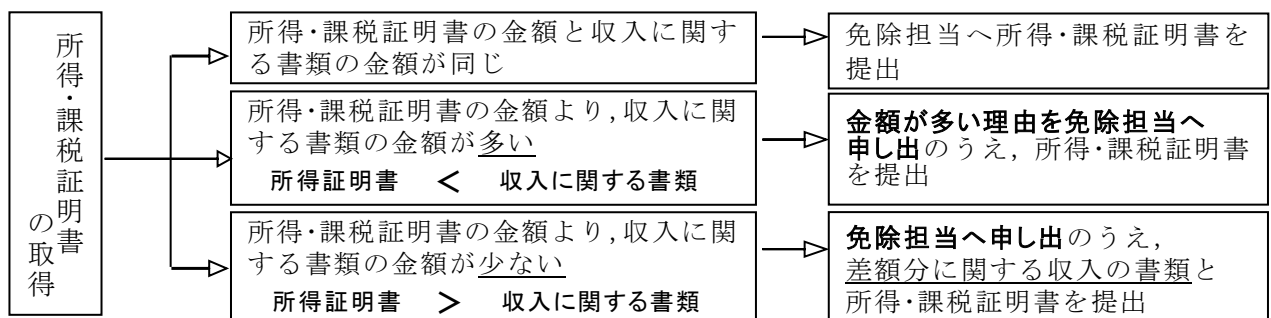 所得・課税証明書
の取得
所得・課税証明書の金額と収入に関す
る書類の金額が同じ
免除担当へ所得・課税証明書を
提出
所得・課税証明書の金額より,収入に関
する書類の金額が多い
所得証明書 < 収入に関する書類
金額が多い理由を免除担当へ
申し出のうえ, 所得・課税証明書
を提出
所得・課税証明書の金額より,収入に関
する書類の金額が少ない
所得証明書 > 収入に関する書類
免除担当へ申し出のうえ,
差額分に関する収入の書類と
所得・課税証明書を提出